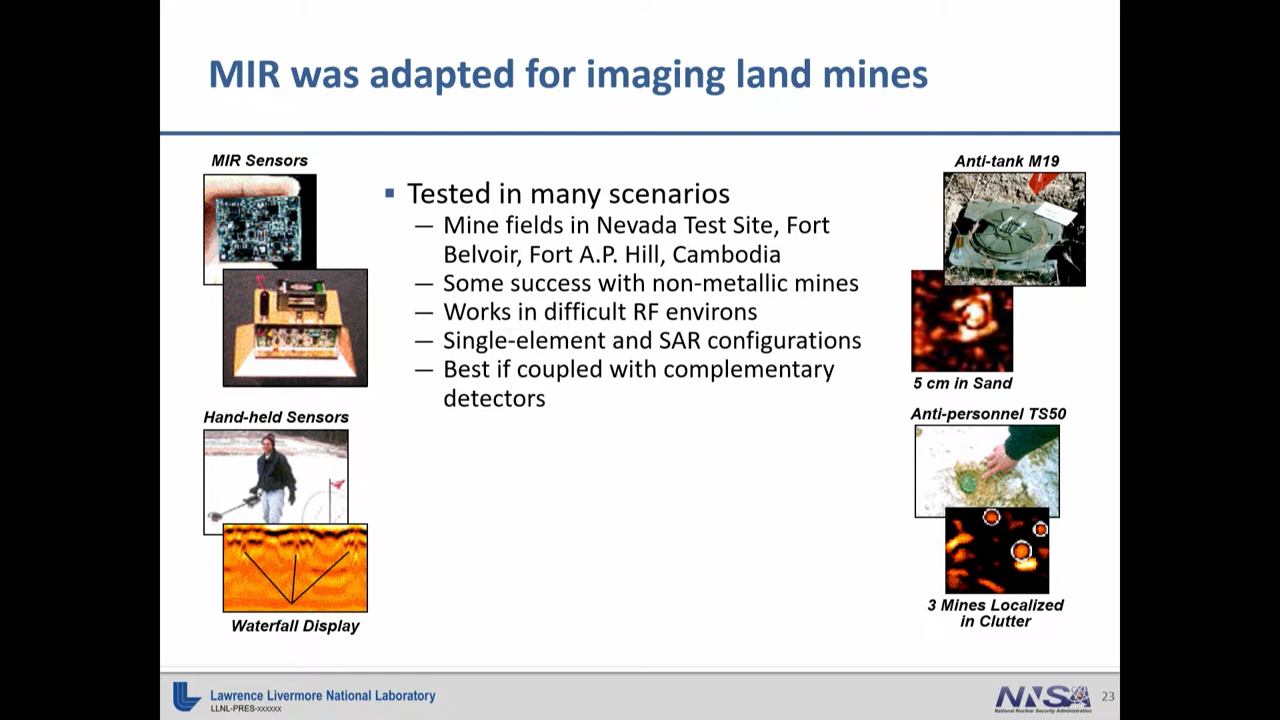 MIR was adapted for imaging land mines
MIR Sensors
Hand-held Sensors
Waterfall Display
▪ Tested in many scenarios
— Mine fields in Nevada Test Site, Fort
Belvoir, Fort A.P. Hill, Cambodia
— Some success with non-metallic mines
— Works in difficult RF environs
— Single-element and SAR configurations
— Best if coupled with complementary
detectors
Anti-tank M19
5 cm in Sand
Anti-personnel TS50
3 Mines Localized
in Clutter
Lawrence Livermore National Laboratory
LLNL-PRES-xxxxxx
NNSA
National Nuclear Security Administration
23